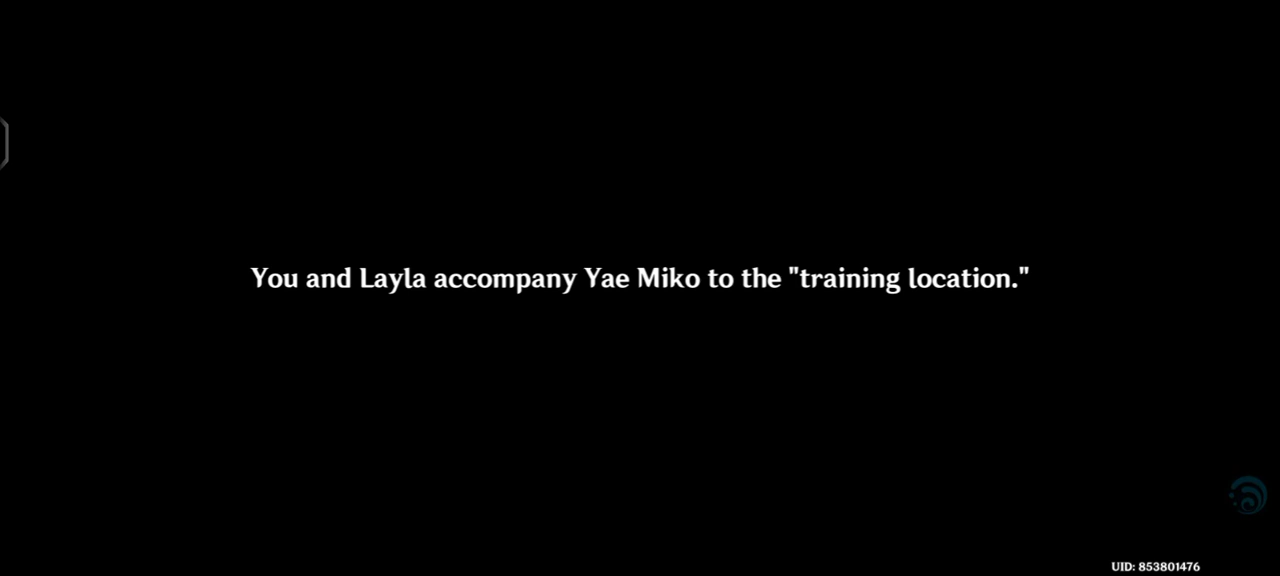 You and Layla accompany Yae Miko to the "training location."
UID: 853801476